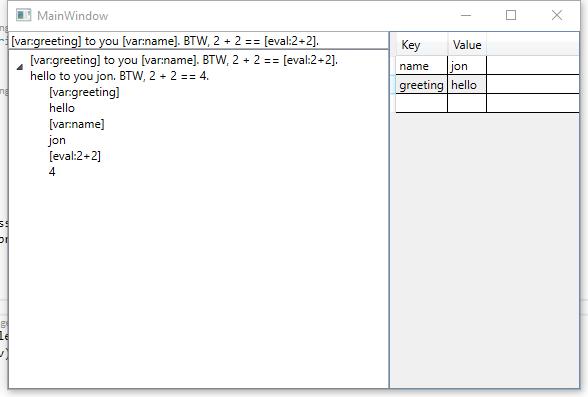 MainWindow
[var:greeting] to you [var:name]. BTW, 2 + 2 == [eval:2+2].
[var:greeting] to you [var:name]. BTW, 2 + 2 == [eval:2+2].
hello to you jon. BTW, 2 + 2 == 4.
[var:greeting]
hello
[var:name]
jon
[eval:2+2]
4
Key Value
name jon
greeting hello